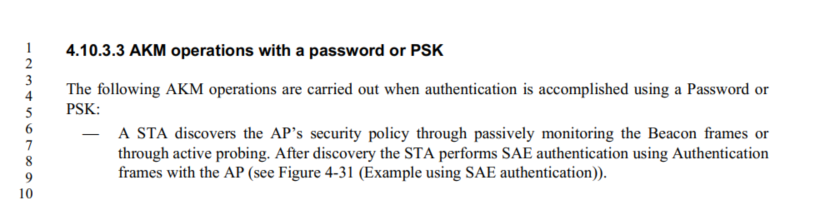 1
2
3
4
5
6
7
8
9
10
4.10.3.3 AKM operations with a password or PSK
The following AKM operations are carried out when authentication is accomplished using a Password or
PSK:
— A STA discovers the AP's security policy through passively monitoring the Beacon frames or
through active probing. After discovery the STA performs SAE authentication using Authentication
frames with the AP (see Figure 4-31 (Example using SAE authentication)).